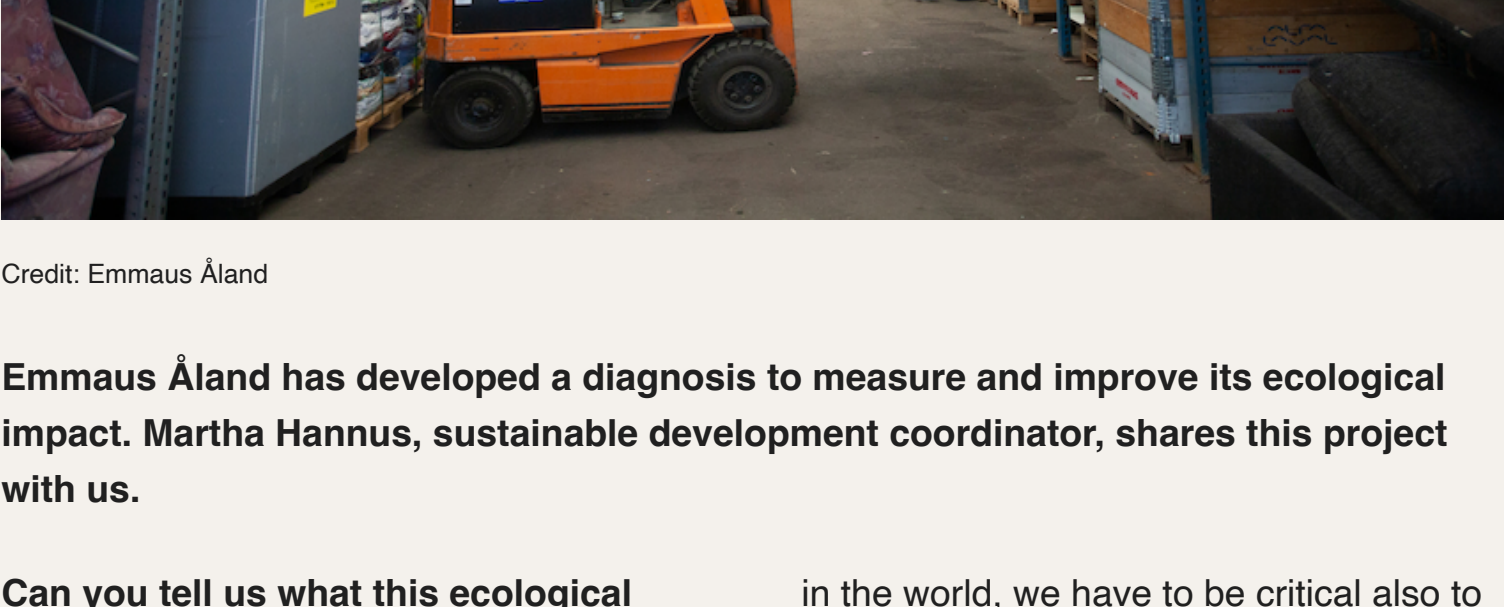 Credit: Emmaus Åland
Emmaus Åland has developed a diagnosis to measure and improve its ecological
impact. Martha Hannus, sustainable development coordinator, shares this project
with us.
Can you tell us what this ecological
in the world, we have to be critical also to